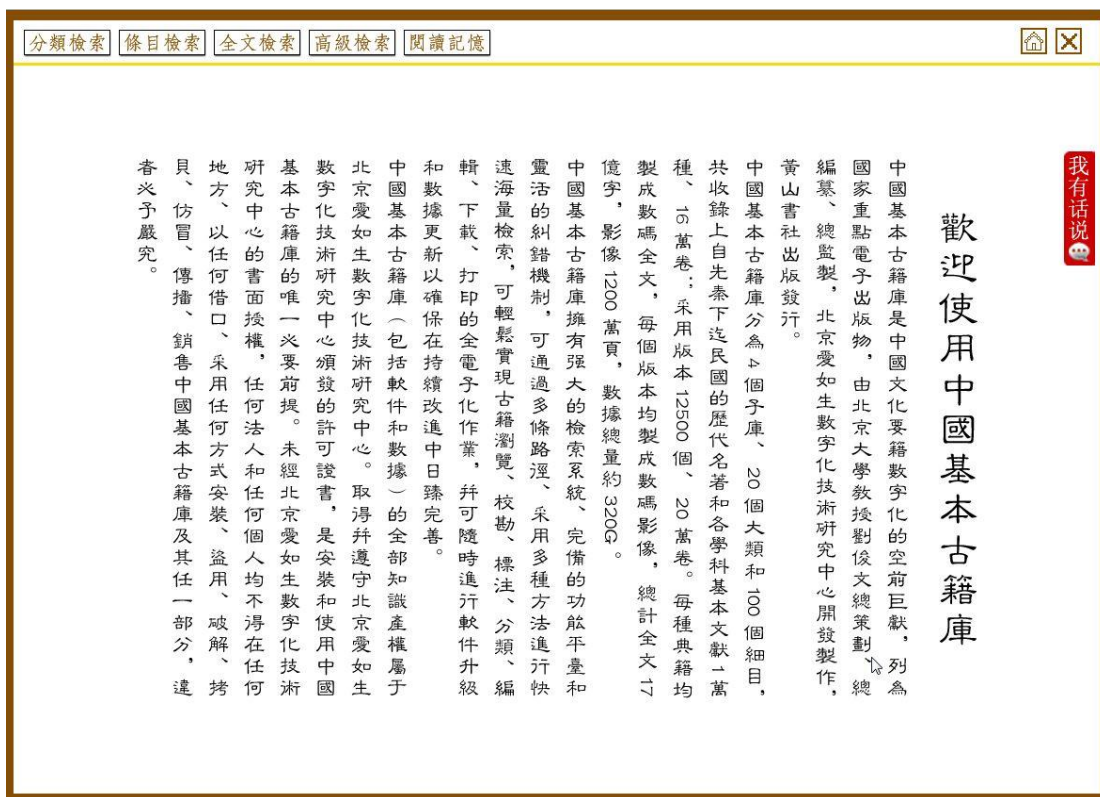 分類檢索 條目檢索 全文檢索 高級檢索 閱讀記憶
我有话说
歡迎使用中國基本古籍庫
中國基本古籍庫是中國文化要籍數字化的空前巨獻，列為
國家重點電子出版物，由北京大學教授劉俊文總策劃、總
編纂、總監製，北京愛如生數字化技術研究中心開發製作，
黃山書社出版發行。
中國基本古籍庫分為4個子庫、20個大類和100個細目，
共收錄上自先秦下迄民國的歷代名著和各學科基本文獻1萬
種、16萬卷；采用版本12500個、20萬卷。每種典籍均
製成數碼全文，每個版本均製成數碼影像，總計全文17
億字，影像1200萬頁，數據總量約320G。
中國基本古籍庫擁有强大的檢索系統、完備的功能平臺和
靈活的糾錯機制，可通過多條路徑、采用多種方法進行快
速海量檢索，可輕鬆實現古籍瀏覽、校勘、標注、分類、編
輯、下載、打印的全電子化作業，并可隨時進行軟件升級
和數據更新以確保在持續改進中日臻完善。
中國基本古籍庫（包括軟件和數據）的全部知識產權屬于
北京愛如生數字化技術研究中心。取得并遵守北京愛如生
數字化技術研究中心頒發的許可證書，是安裝和使用中國
基本古籍庫的唯一必要前提。未經北京愛如生數字化技術
研究中心的書面授權，任何法人和任何個人均不得在任何
地方、以任何借口、采用任何方式安裝、盜用、破解、拷
貝、仿冒、傳播、銷售中國基本古籍庫及其任一部分，違
者必予嚴究。